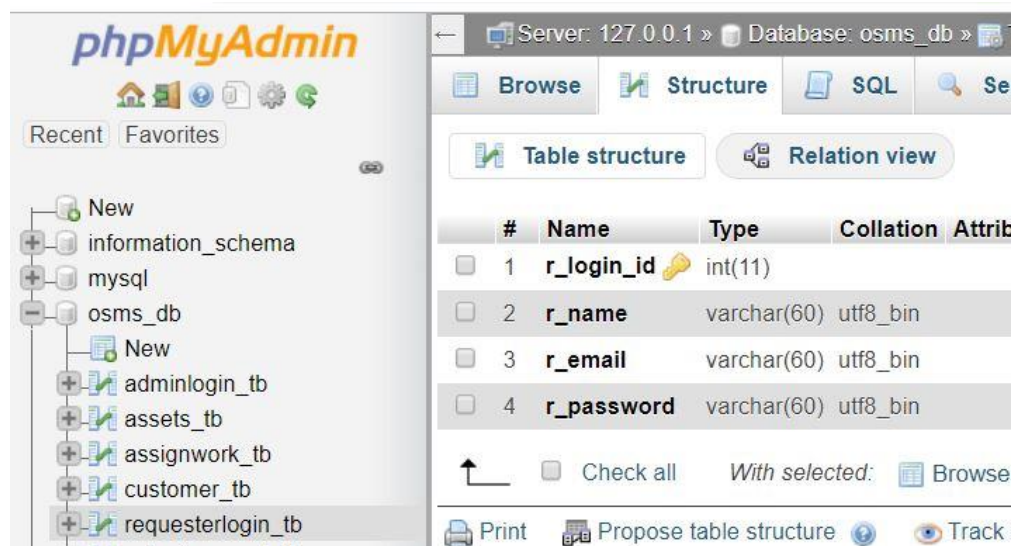 phpMyAdmin
Recent Favorites
New
information_schema
mysql
osms_db
New
adminlogin_tb
assets_tb
assignwork_tb
customer_tb
requesterlogin_tb
Server: 127.0.0.1 » Database: osms_db »
Browse Structure SQL Se
Table structure Relation view
# Name Type Collation Attrib
1 r_login_id int(11)
2 r_name varchar(60) utf8_bin
3 r_email varchar(60) utf8_bin
4 r_password varchar(60) utf8_bin
Check all With selected: Browse
Print Propose table structure Track